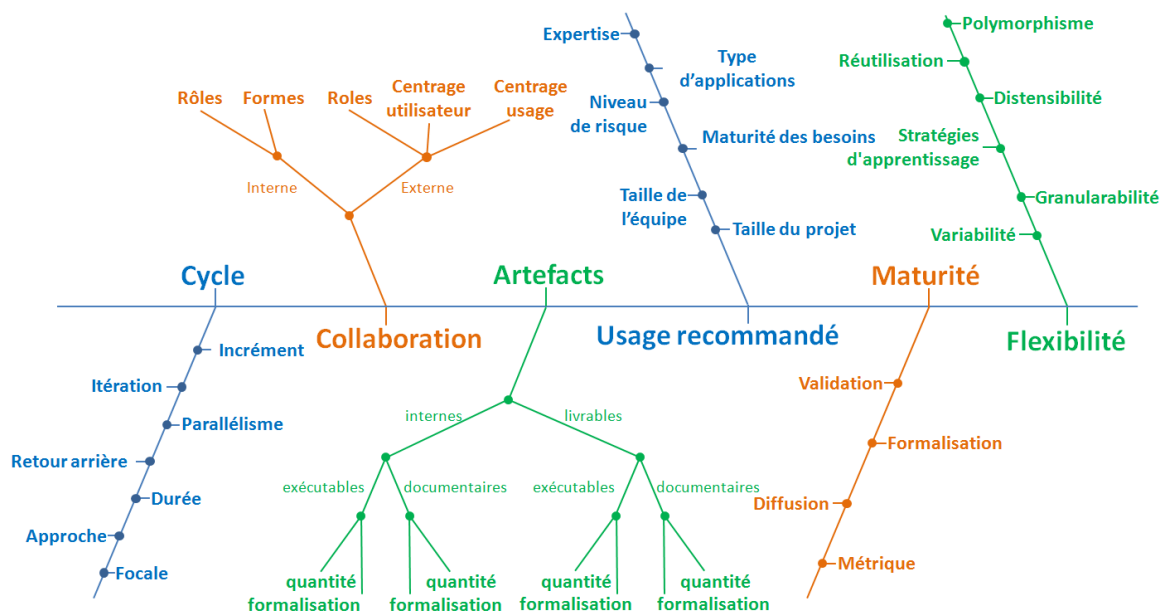 Polymorphisme
Expertise
Type
d'applications
Réutilisation
Rôles
Formes
Roles
Centrage
utilisateur
Centrage
usage
Niveau
de risque
Distensibilité
Maturité des besoins
Stratégies
d'apprentissage
Interne
Externe
Taille de
l'équipe
Granularabilité
Taille du projet
Variabilité
Cycle
Artefacts
Maturité
Collaboration
Usage recommandé
Flexibilité
Incrément
Itération
Parallélisme
Retour arrière
Durée
Approche
Focale
internes
livrables
exécutables
documentaires
exécutables
documentaires
quantité
formalisation
quantité
formalisation
quantité
formalisation
quantité
formalisation
Validation
Formalisation
Diffusion
Métrique